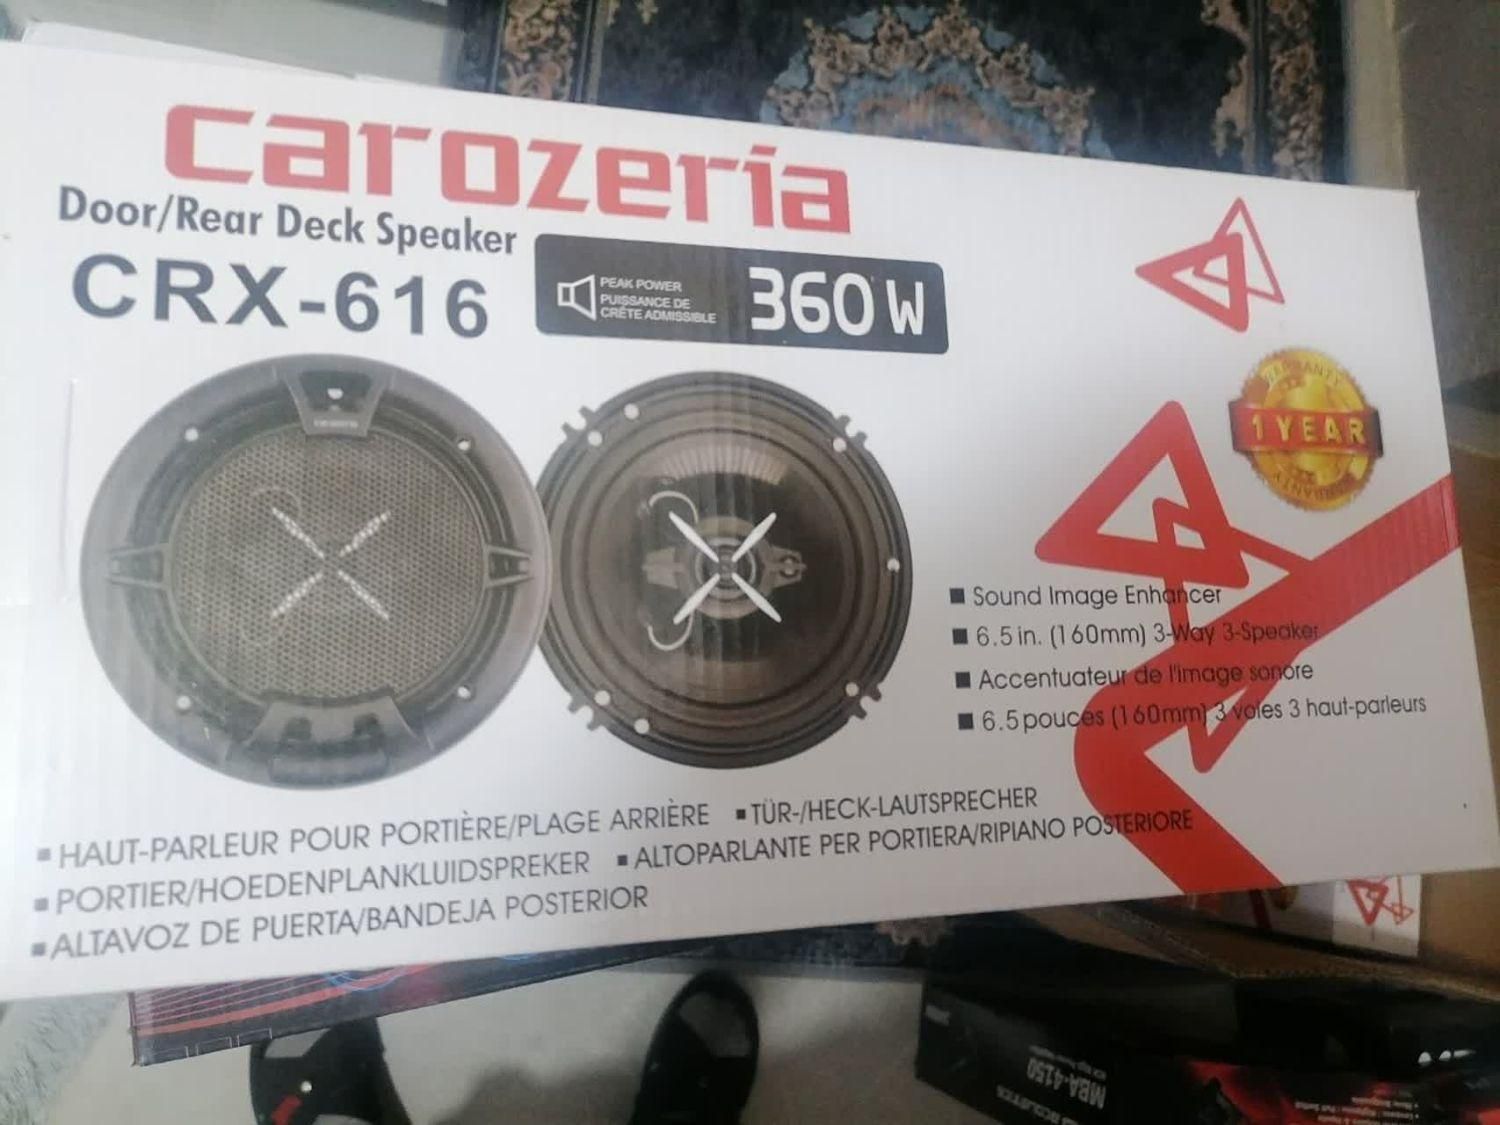 carozeria
Door/Rear Deck Speaker
CRX-616
PEAK POWER
PUISSANCE DE
CRÊTE ADMISSIBLE
360W
WARRANTY
1 YEAR
WARRANTY
■ Sound Image Enhancer
■ 6.5 in. (160mm) 3-Way 3-Speaker
■ Accentuateur de l'image sonore
■ 6.5 pouces (160mm) 3 voies 3 haut-parleurs
■ HAUT-PARLEUR POUR PORTIÈRE/PLAGE ARRIÈRE ■ TÜR-/HECK-LAUTSPRECHER
■ PORTIER/HOEDENPLANKLUIDSPREKER ■ ALTOPARLANTE PER PORTIERA/RIPIANO POSTERIORE
■ ALTAVOZ DE PUERTA/BANDEJA POSTERIOR
MBA-4150